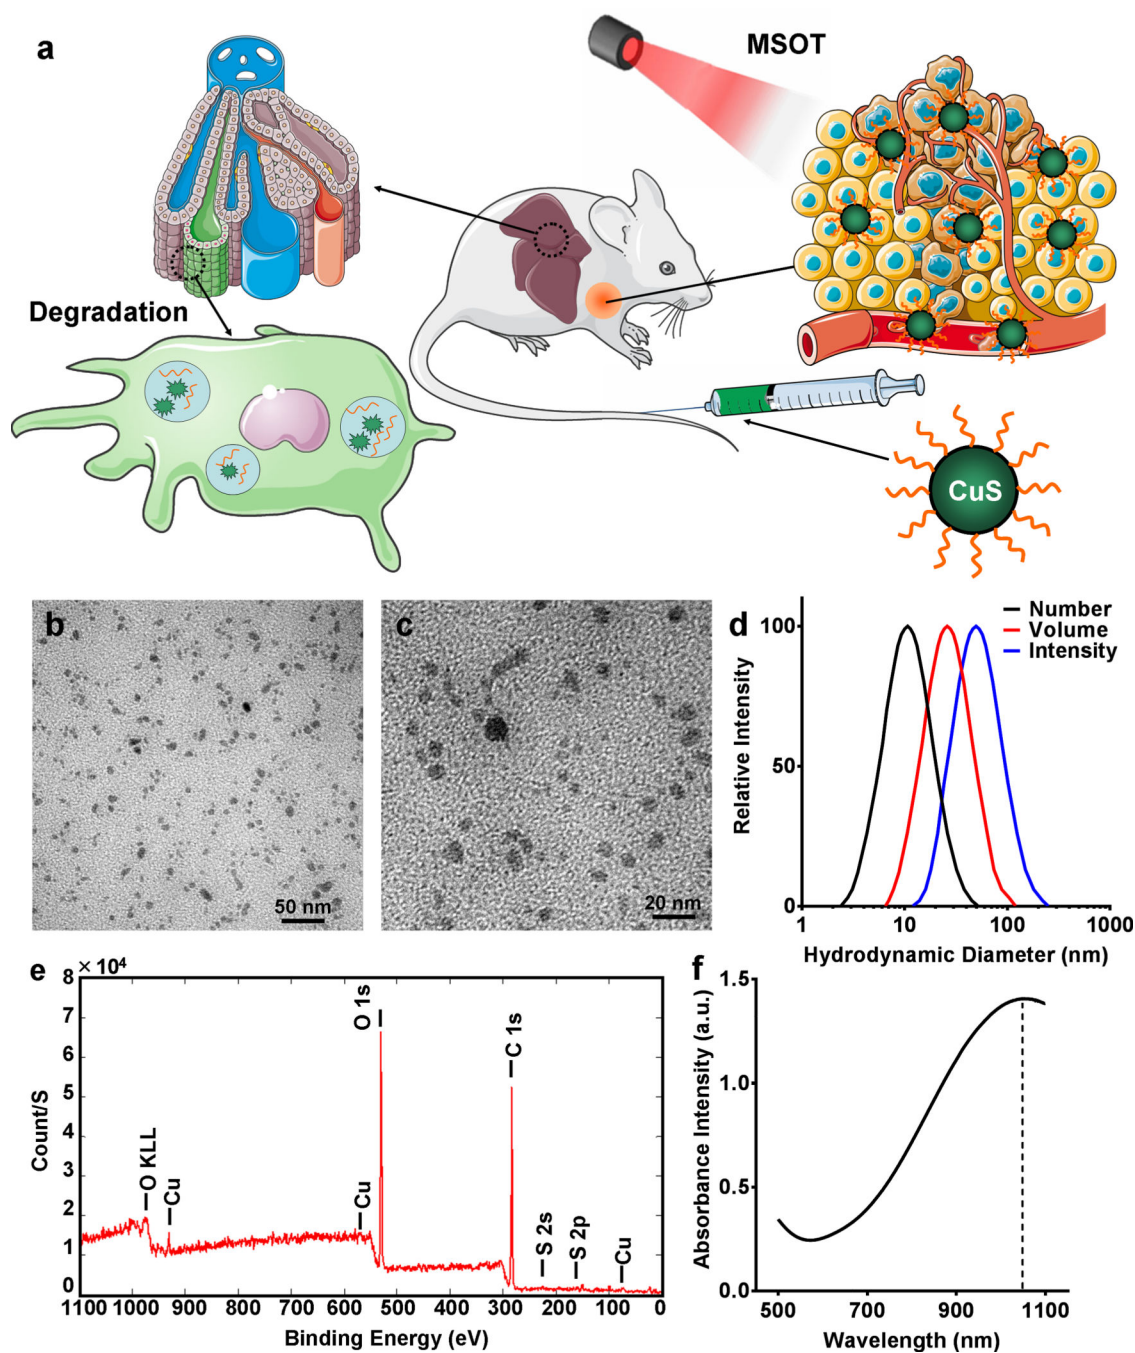 a
MSOT
Degradation
CuS
b
50 nm
c
20 nm
d
Number
Volume
Intensity
100
50
0
Relative Intensity
1 10 100 1000
Hydrodynamic Diameter (nm)
e
8 × 10⁴
7
6
5
4
3
2
1
0
Count/S
O KLL
Cu
Cu
O 1s
C 1s
S 2s
S 2p
Cu
1100 1000 900 800 700 600 500 400 300 200 100 0
Binding Energy (eV)
f
1.5
1.0
0.5
0.0
Absorbance Intensity (a.u.)
500 700 900 1100
Wavelength (nm)